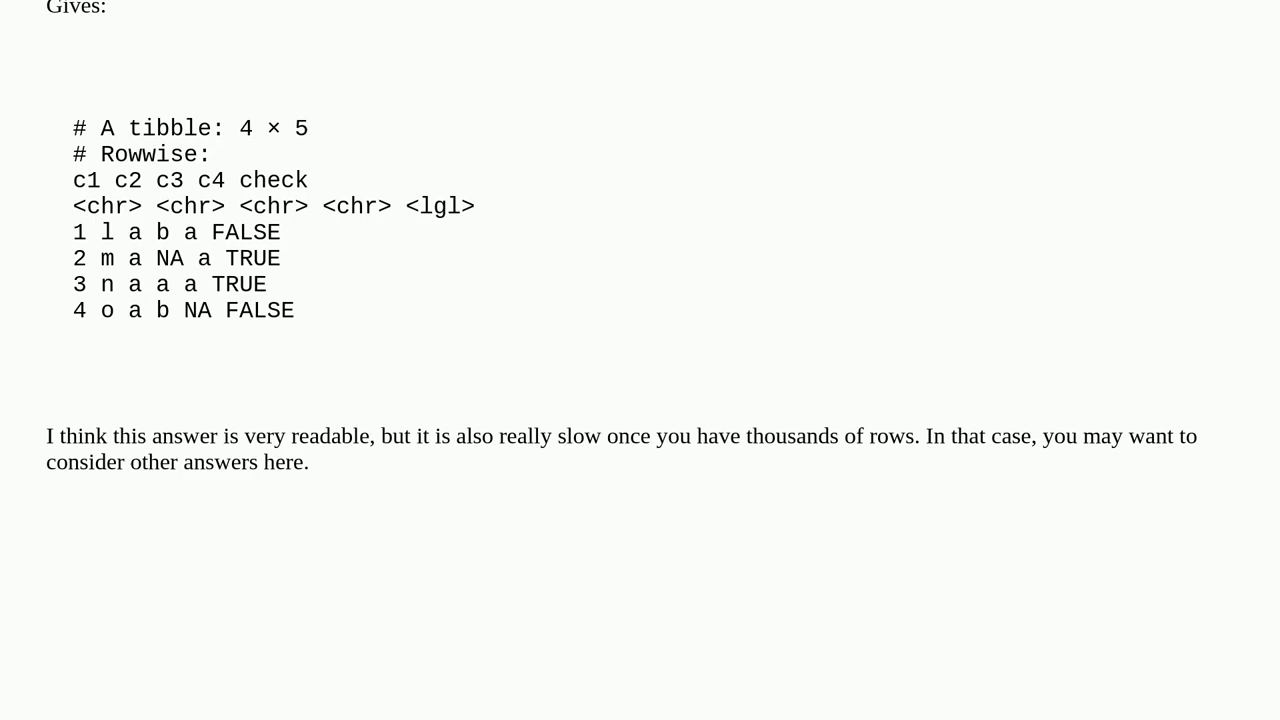 Gives:
# A tibble: 4 × 5
# Rowwise:
c1 c2 c3 c4 check
<chr> <chr> <chr> <chr> <lgl>
1 l a b a FALSE
2 m a NA a TRUE
3 n a a a TRUE
4 o a b NA FALSE
I think this answer is very readable, but it is also really slow once you have thousands of rows. In that case, you may want to
consider other answers here.